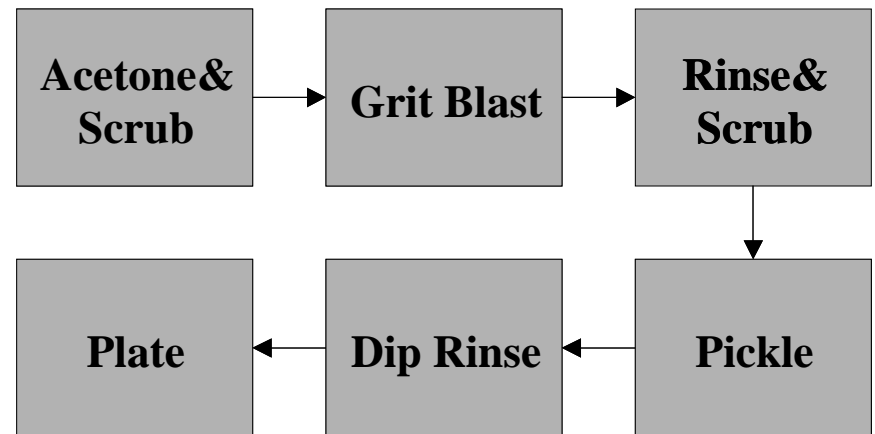 Acetone&
Scrub
Grit Blast
Rinse&
Scrub
Pickle
Dip Rinse
Plate